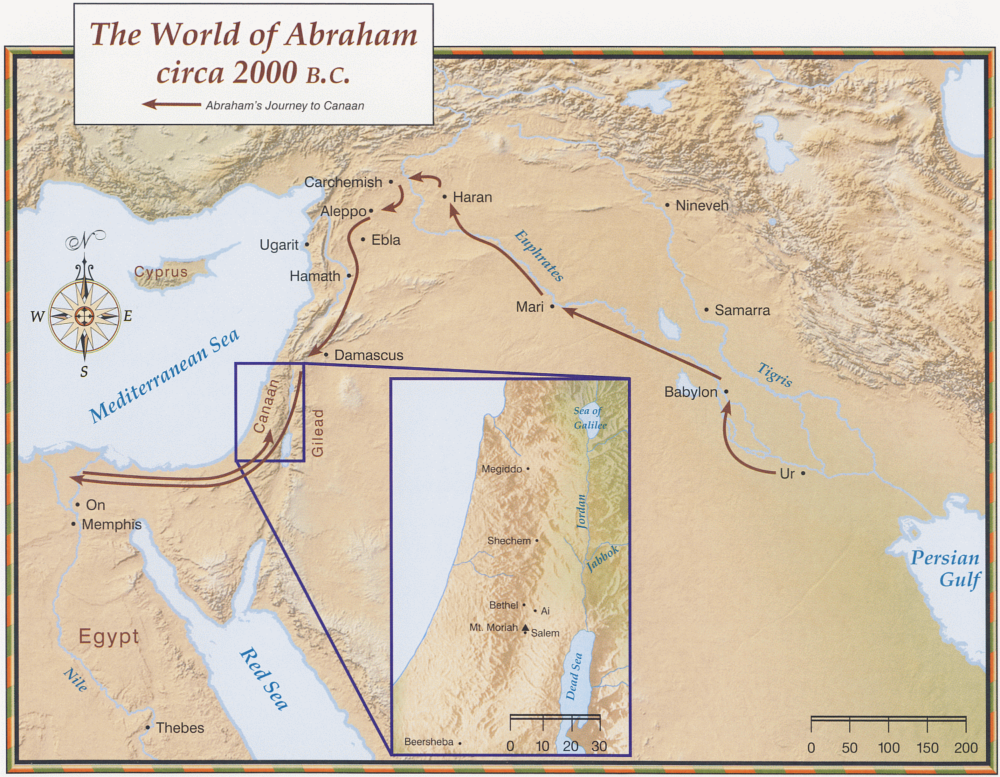 The World of Abraham
circa 2000 B.C.
Abraham's Journey to Canaan
Carchemish
Haran
Nineveh
Aleppo
Ebla
Ugarit
Euphrates
Cyprus
Hamath
N
W
E
S
Mari
Samarra
Mediterranean Sea
Damascus
Tigris
Babylon
Canaan
Gilead
Ur
On
Memphis
Persian
Gulf
Egypt
Nile
Red Sea
Thebes
Sea of
Galilee
Megiddo
Jordan
Shechem
Jabbok
Bethel
Ai
Mt. Moriah
Salem
Dead Sea
Beersheba
0 10 20 30
0 50 100 150 200